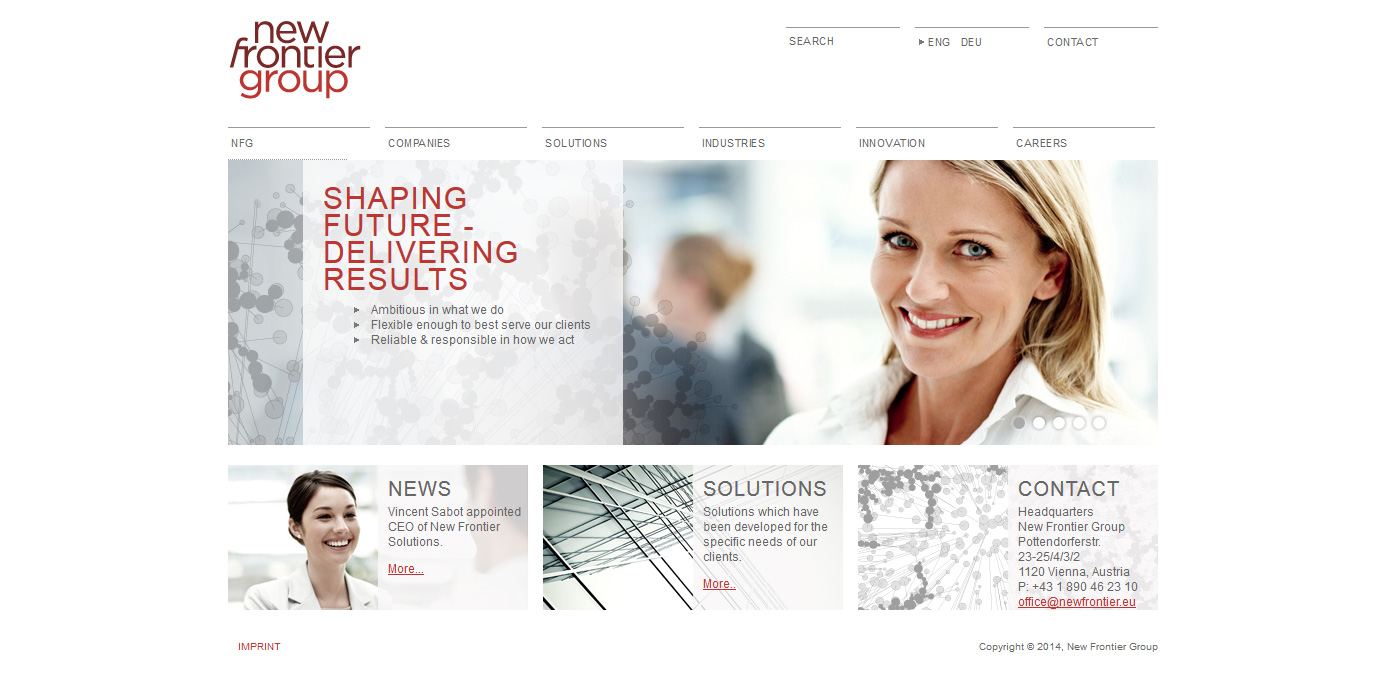 new
frontier
group
SEARCH
ENG DEU
CONTACT
NFG
COMPANIES
SOLUTIONS
INDUSTRIES
INNOVATION
CAREERS
SHAPING
FUTURE -
DELIVERING
RESULTS
Ambitious in what we do
Flexible enough to best serve our clients
Reliable & responsible in how we act
NEWS
Vincent Sabot appointed
CEO of New Frontier
Solutions.
More...
SOLUTIONS
Solutions which have
been developed for the
specific needs of our
clients.
More..
CONTACT
Headquarters
New Frontier Group
Pottendorferstr.
23-25/4/3/2
1120 Vienna, Austria
P: +43 1 890 46 23 10
office@newfrontier.eu
IMPRINT
Copyright © 2014, New Frontier Group